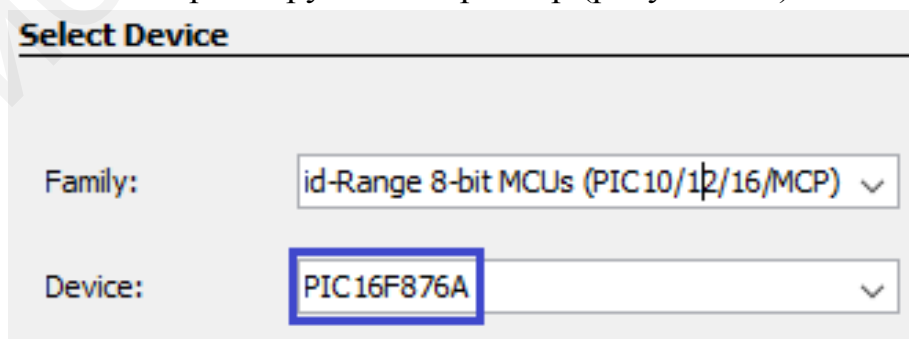 Select Device
Family:
id-Range 8-bit MCUs (PIC10/12/16/MCP)
Device:
PIC16F876A